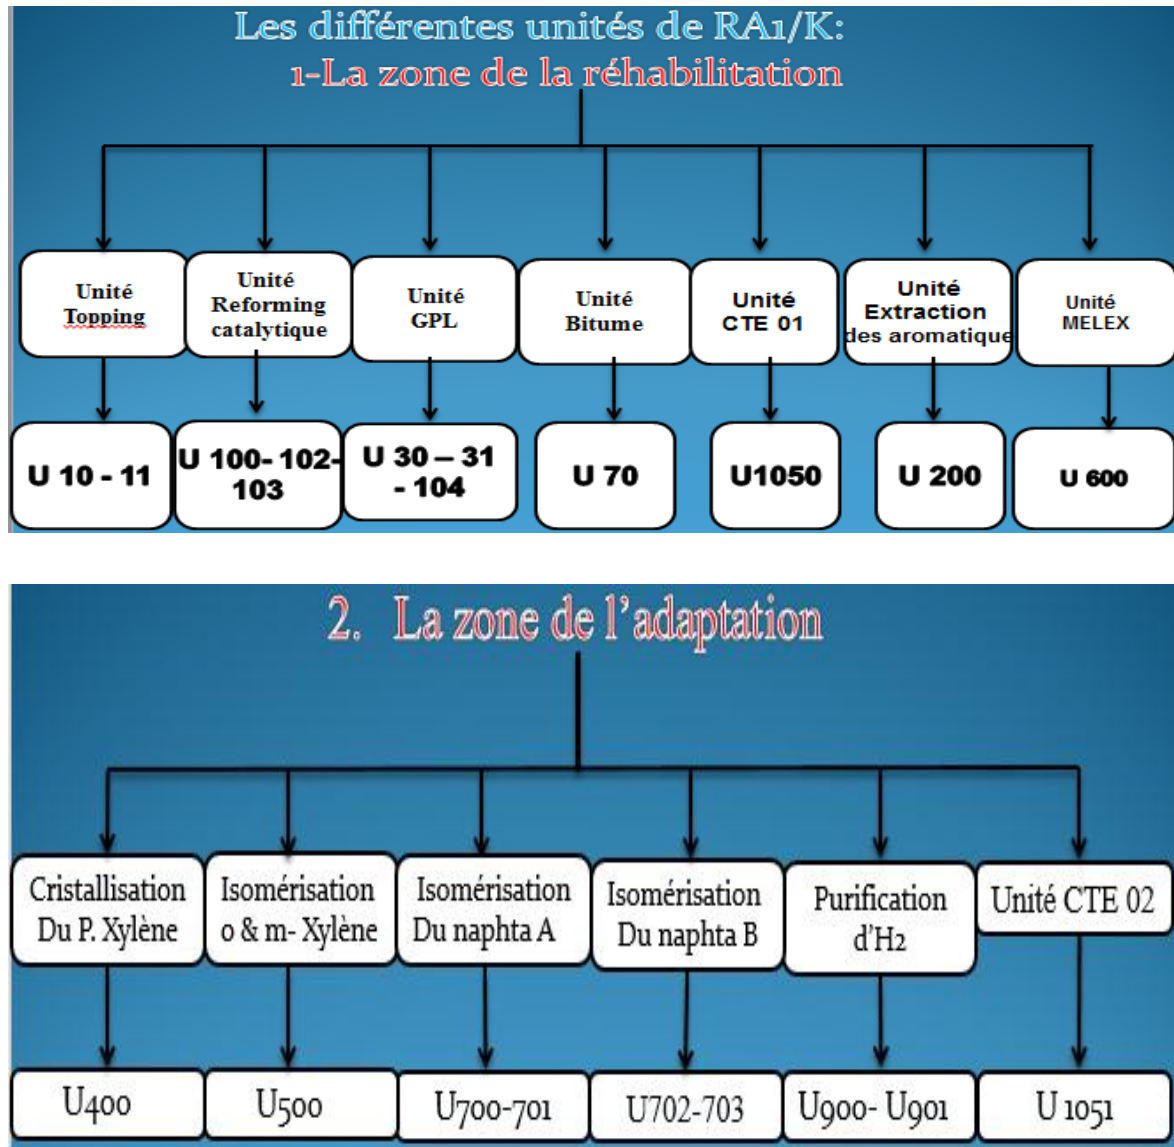 Les différentes unités de RA1/K:
1-La zone de la réhabilitation
Unité
Topping
Unité
Reforming
catalytique
Unité
GPL
Unité
Bitume
Unité
CTE 01
Unité
Extraction
des aromatique
Unité
MELEX
U 10 - 11
U 100- 102-
103
U 30 – 31
- 104
U 70
U1050
U 200
U 600
2. La zone de l’adaptation
Cristallisation
Du P. Xylène
Isomérisation
o & m- Xylène
Isomérisation
Du naphta A
Isomérisation
Du naphta B
Purification
d’H2
Unité CTE 02
U400
U500
U700-701
U702-703
U900- U901
U 1051